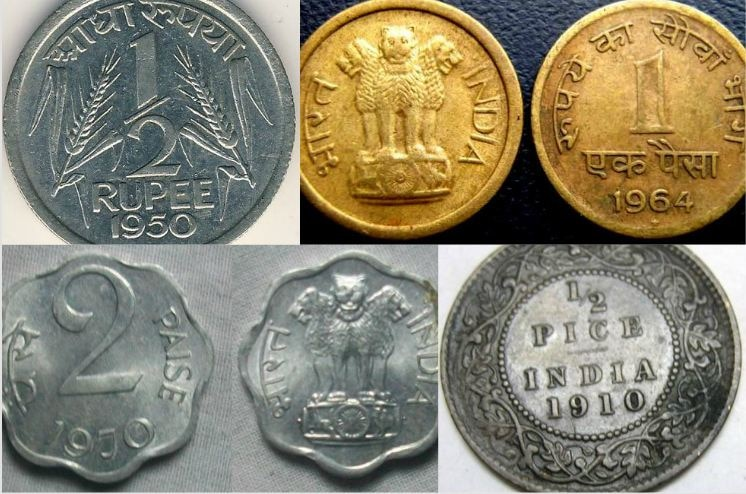 आधा रुपया
1/2
RUPEE
1950
भारत
INDIA
रुपये का सौवाँ भाग
1
एक पैसा
1964
2
PAISE
1970
भारत
INDIA
1/2
PICE
INDIA
1910